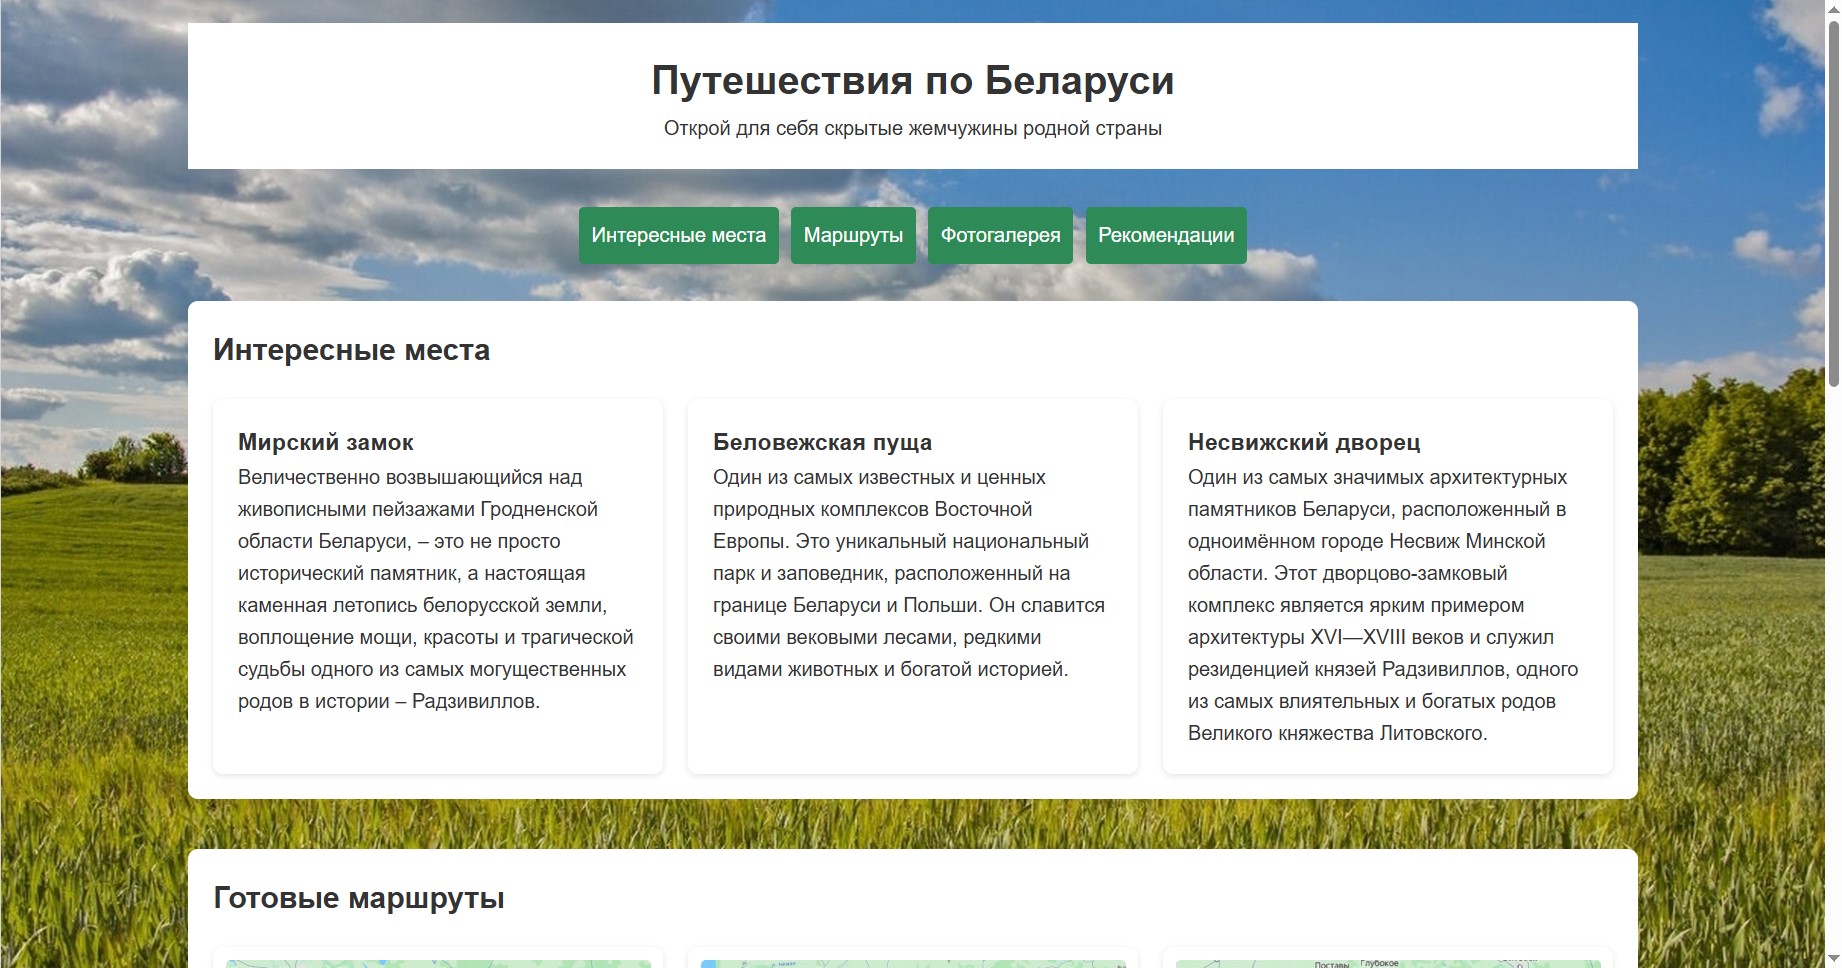 Путешествия по Беларуси
Открой для себя скрытые жемчужины родной страны
Интересные места
Маршруты
Фотогалерея
Рекомендации
Интересные места
Мирский замок
Величественно возвышающийся над
живописными пейзажами Гродненской
области Беларуси, – это не просто
исторический памятник, а настоящая
каменная летопись белорусской земли,
воплощение мощи, красоты и трагической
судьбы одного из самых могущественных
родов в истории – Радзивиллов.
Беловежская пуща
Один из самых известных и ценных
природных комплексов Восточной
Европы. Это уникальный национальный
парк и заповедник, расположенный на
границе Беларуси и Польши. Он славится
своими вековыми лесами, редкими
видами животных и богатой историей.
Несвижский дворец
Один из самых значимых архитектурных
памятников Беларуси, расположенный в
одноимённом городе Несвиж Минской
области. Этот дворцово-замковый
комплекс является ярким примером
архитектуры XVI—XVIII веков и служил
резиденцией князей Радзивиллов, одного
из самых влиятельных и богатых родов
Великого княжества Литовского.
Готовые маршруты
Поставы
Глубокое